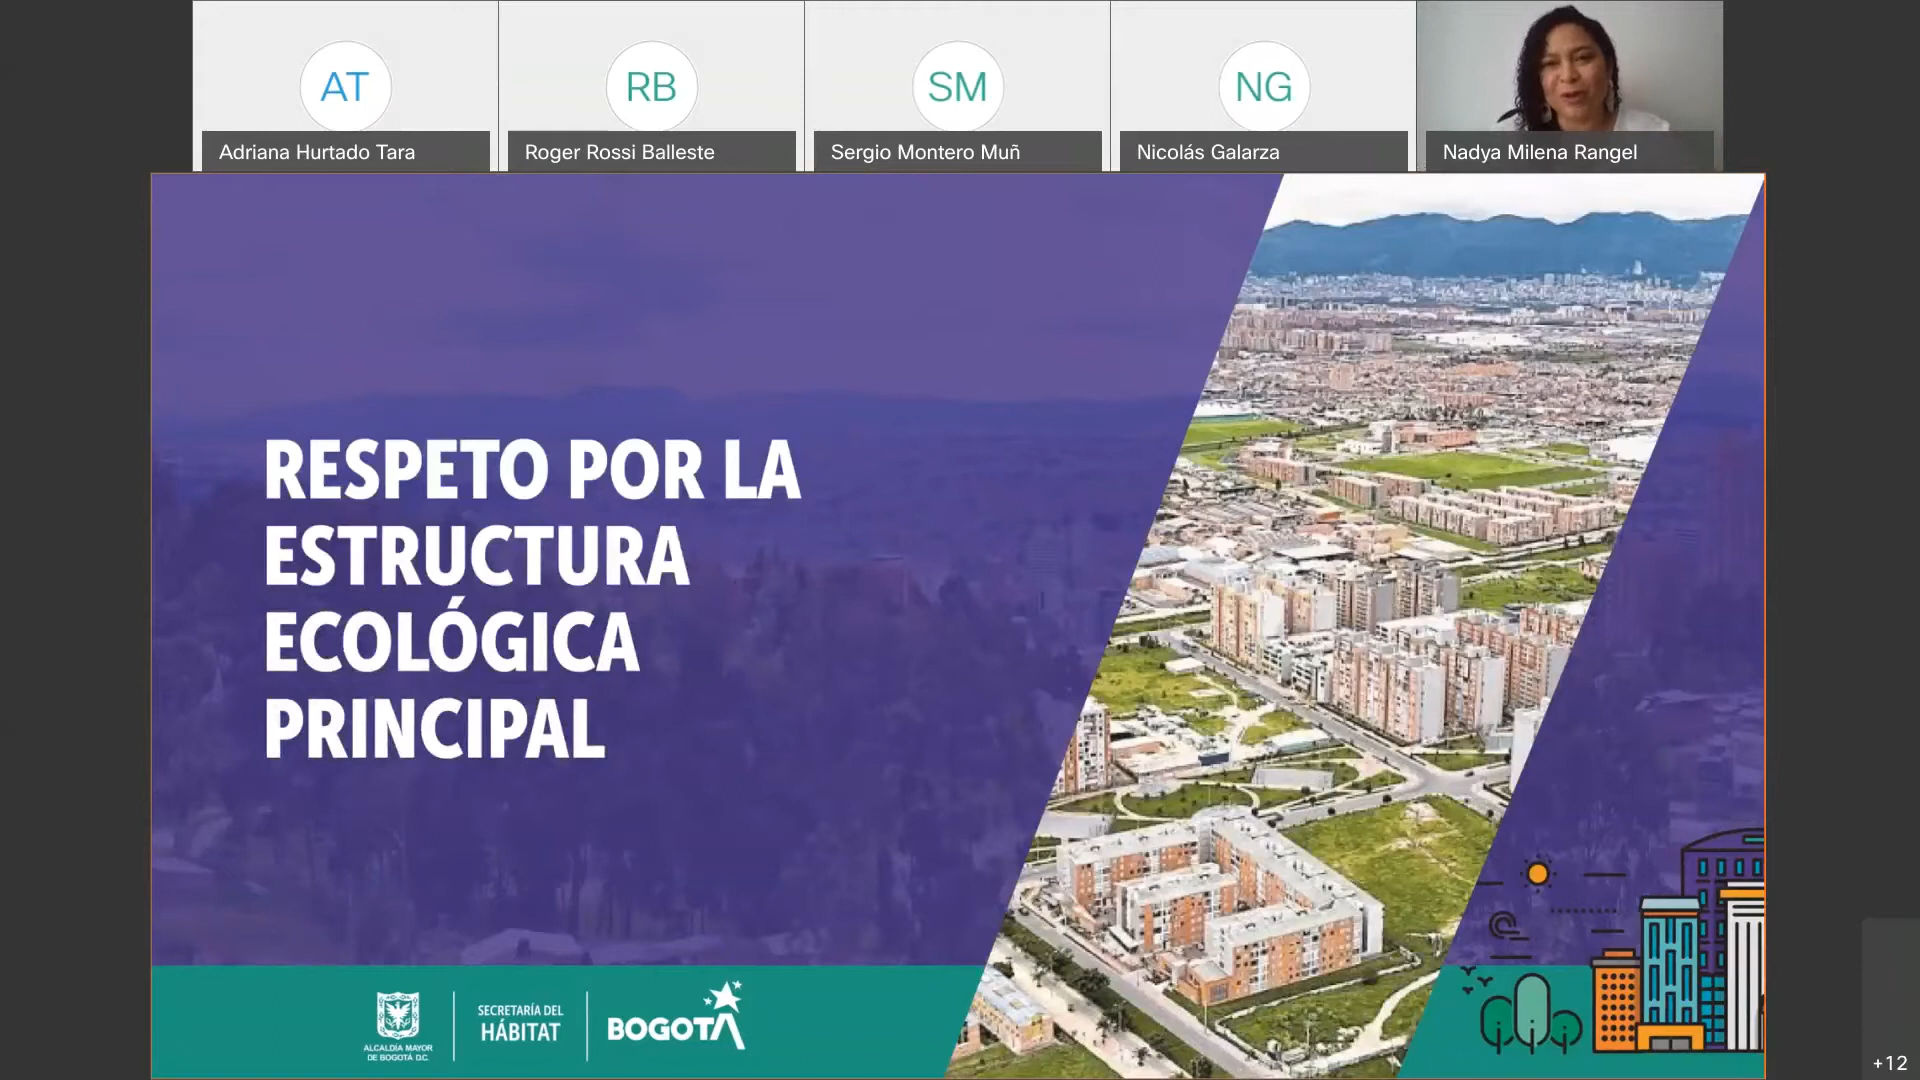 AT
RB
SM
NG
Adriana Hurtado Tara
Roger Rossi Balleste
Sergio Montero Muñ
Nicolás Galarza
Nadya Milena Rangel
RESPETO POR LA
ESTRUCTURA
ECOLÓGICA
PRINCIPAL
ALCALDÍA MAYOR
DE BOGOTÁ D.C.
SECRETARÍA DEL
HÁBITAT
BOGOTÁ
+12